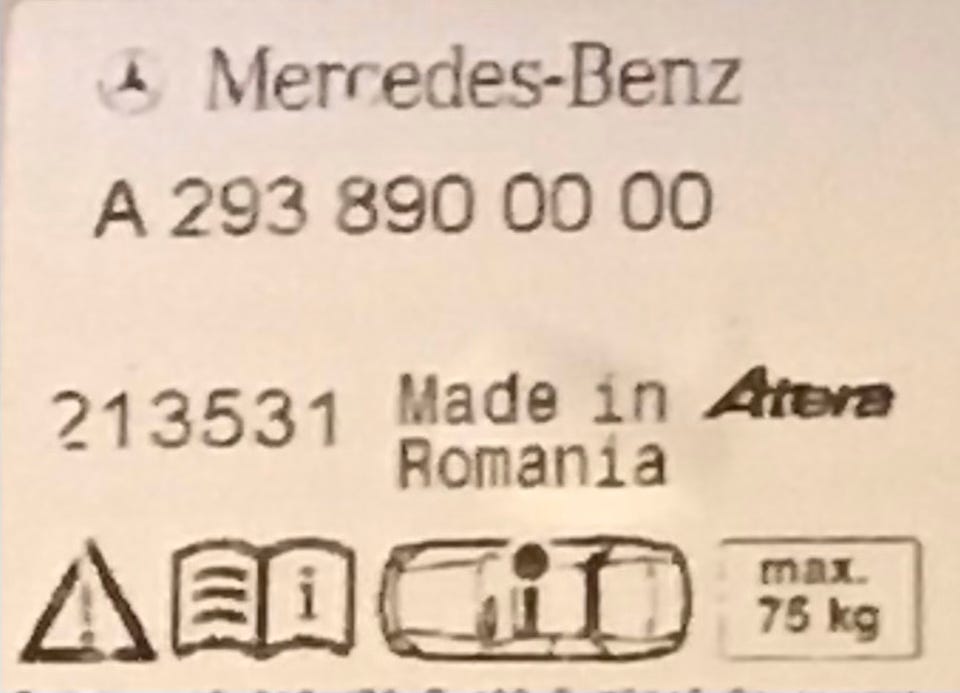 Mercedes-Benz
A 293 890 00 00
213531 Made in Atera
Romania
i
i
max.
75 kg